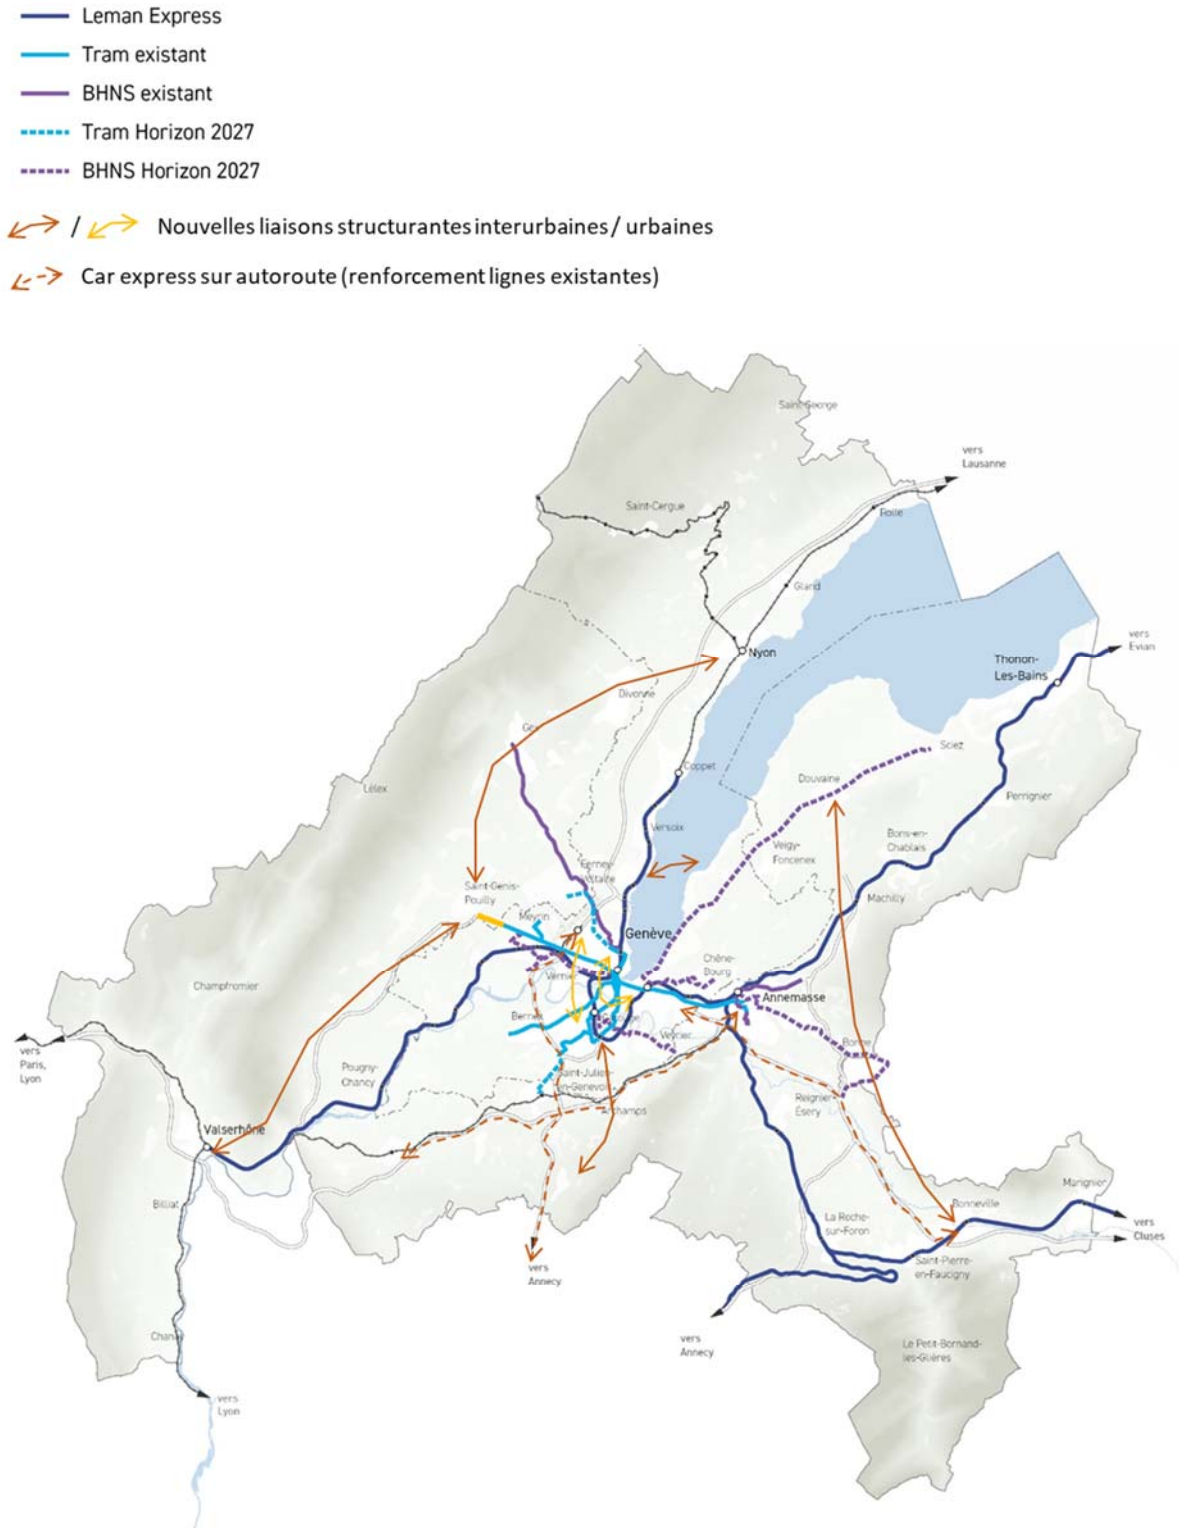 Leman Express
Tram existant
BHNS existant
Tram Horizon 2027
BHNS Horizon 2027
/ Nouvelles liaisons structurantes interurbaines / urbaines
Car express sur autoroute (renforcement lignes existantes)
Saint-George
vers
Lausanne
Saint-Cergue
Rolle
Gland
vers
Evian
Nyon
Thonon-
Les-Bains
Divonne
Gex
Sciez
Coppet
Douvaine
Lélex
Perrignier
Versoix
Bons-en-
Chablais
Veigy-
Foncenex
Ferney-
Voltaire
Saint-Genis-
Pouilly
Machilly
Meyrin
Genève
Chêne-
Bourg
Vernier
Champfromier
Annemasse
Bernex
Carouge
Veyrier
Bonne
vers
Paris,
Lyon
Pougny-
Chancy
Saint-Julien-
en-Genevois
Reignier-
Ésery
Archamps
Valserhône
Marignier
Billiat
Bonneville
La Roche-
sur-Foron
vers
Cluses
vers
Annecy
Saint-Pierre-
en-Faucigny
vers
Annecy
Le Petit-Bornand-
les-Glières
vers
Lyon